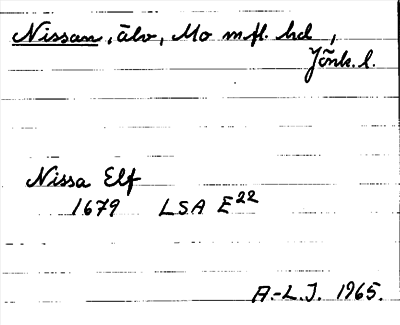 Nissan, älv, Mo m.fl. hd,
Jönk. l.
Nissa Elf
1679 LSA E22
A.-L.J. 1965.